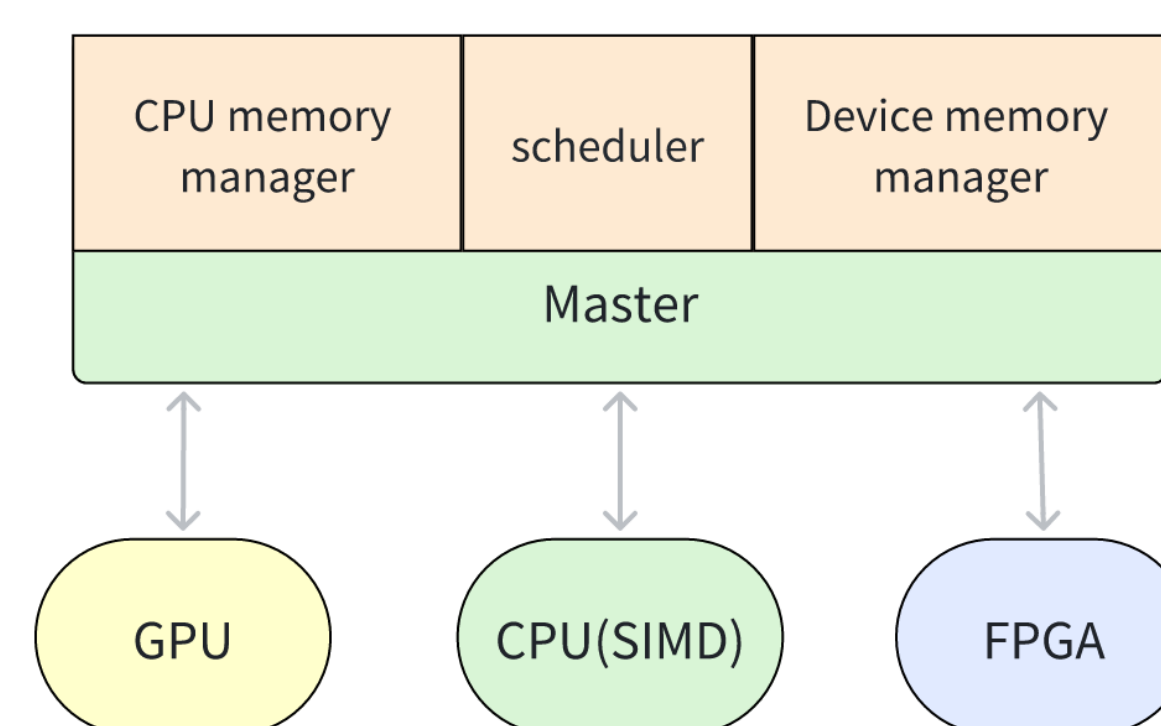 CPU memory
manager
scheduler
Device memory
manager
Master
GPU
CPU(SIMD)
FPGA